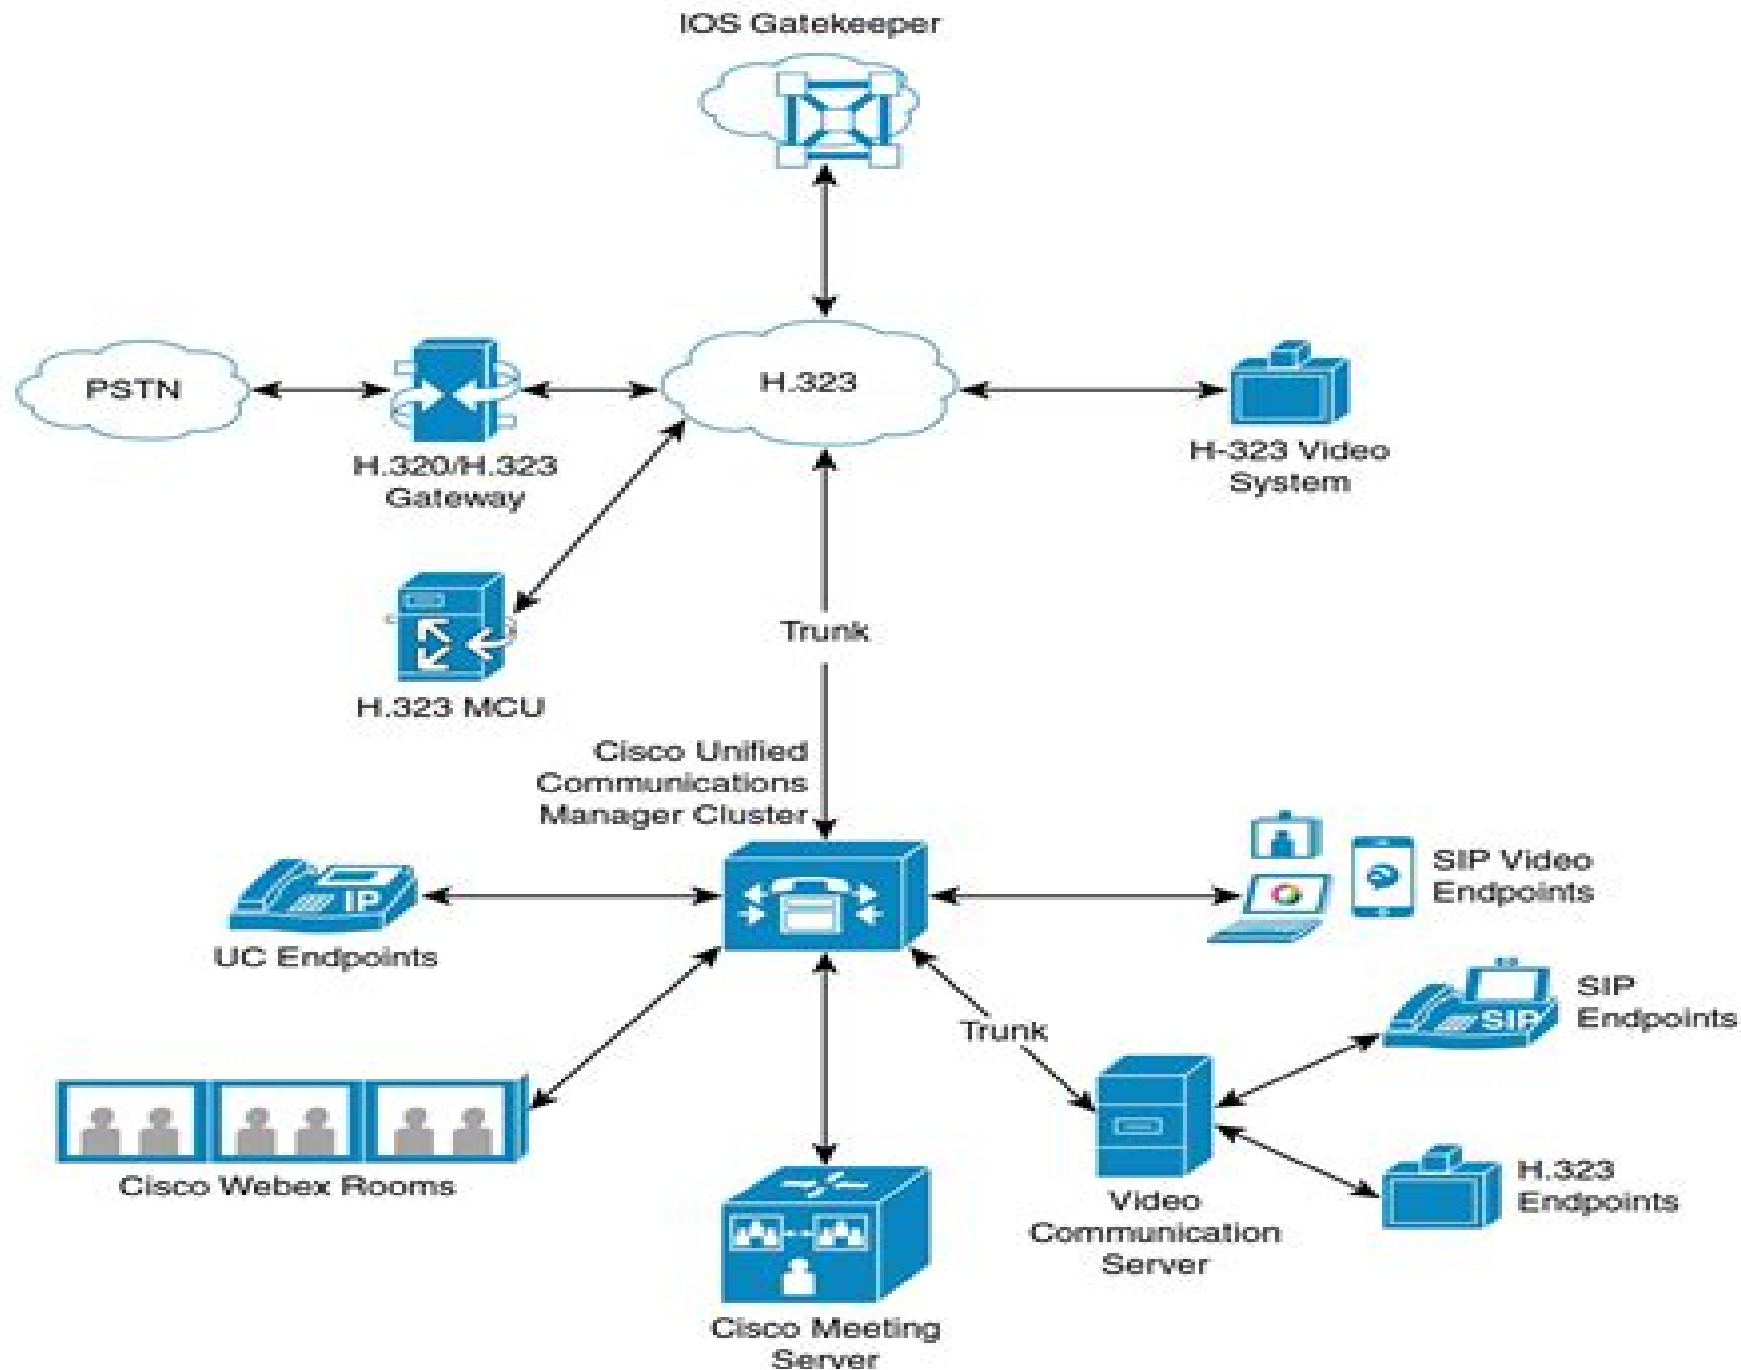 IOS Gatekeeper
PSTN
H.323
H.320/H.323
Gateway
H-323 Video
System
H.323 MCU
Trunk
Cisco Unified
Communications
Manager Cluster
IP
UC Endpoints
SIP Video
Endpoints
SIP
SIP
Endpoints
Trunk
Cisco Webex Rooms
Video
Communication
Server
H.323
Endpoints
Cisco Meeting
Server